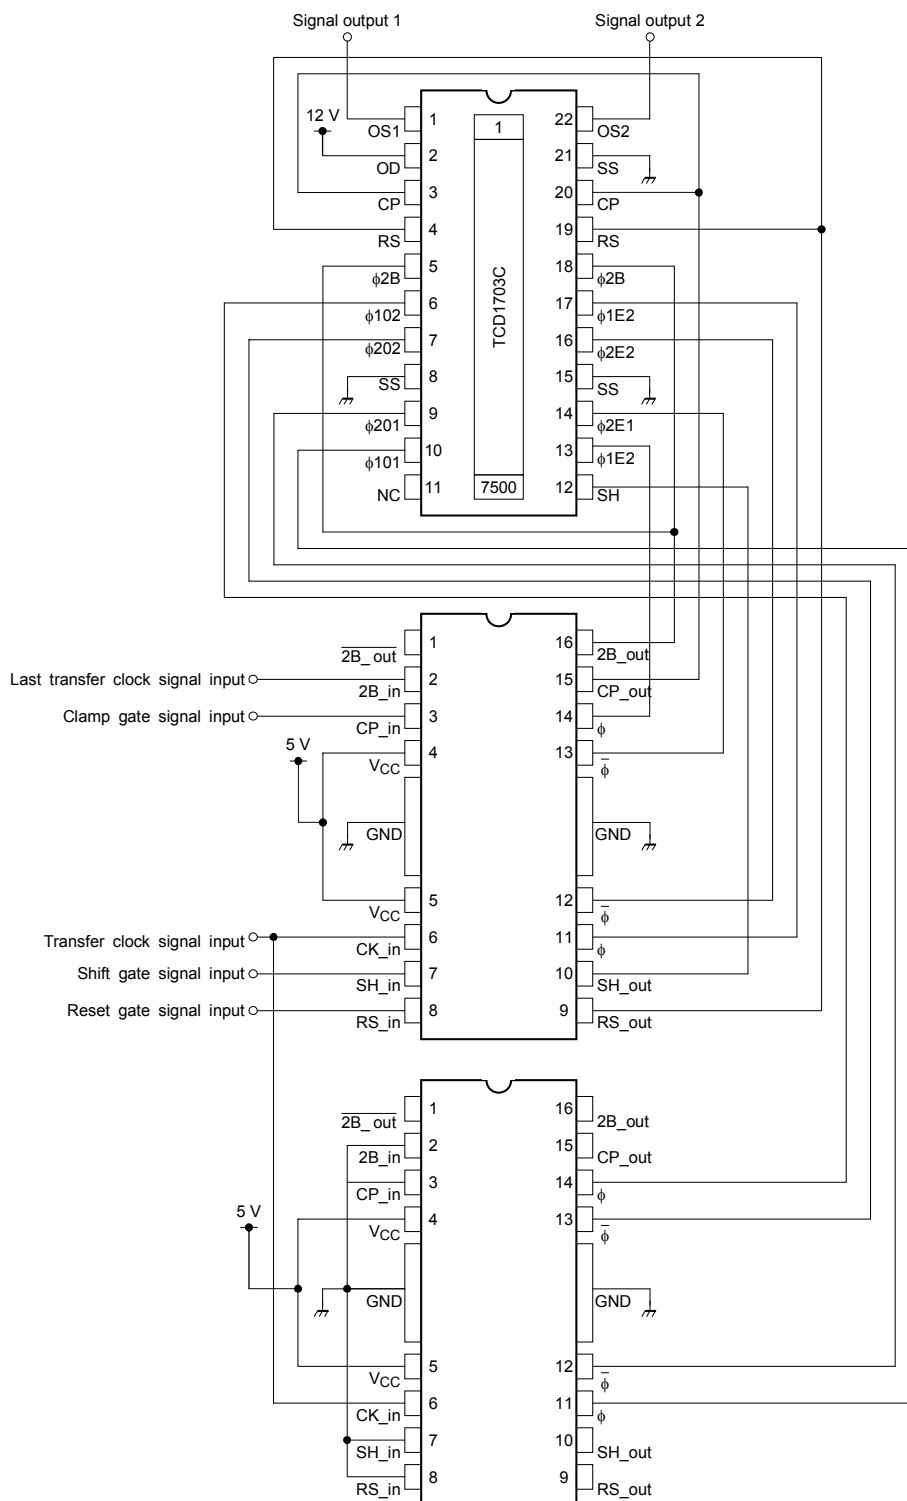 Signal output 1 Signal output 2
12 V
1 1 22
OS1 OS2
2 21
OD SS
3 20
CP CP
4 19
RS RS
5 18
ϕ2B ϕ2B
6 17
ϕ102 ϕ1E2
TCD1703C
7 16
ϕ202 ϕ2E2
8 15
SS SS
9 14
ϕ201 ϕ2E1
10 13
ϕ101 ϕ1E2
11 7500 12
NC SH
1 16
2B_out 2B_out
Last transfer clock signal input 2 15
2B_in CP_out
Clamp gate signal input 3 14
CP_in ϕ
5 V 4 13
VCC ϕ
GND GND
5 12
VCC ϕ
Transfer clock signal input 6 11
CK_in ϕ
Shift gate signal input 7 10
SH_in SH_out
Reset gate signal input 8 9
RS_in RS_out
1 16
2B_out 2B_out
2 15
2B_in CP_out
3 14
CP_in ϕ
5 V 4 13
VCC ϕ
GND GND
5 12
VCC ϕ
6 11
CK_in ϕ
7 10
SH_in SH_out
8 9
RS_in RS_out